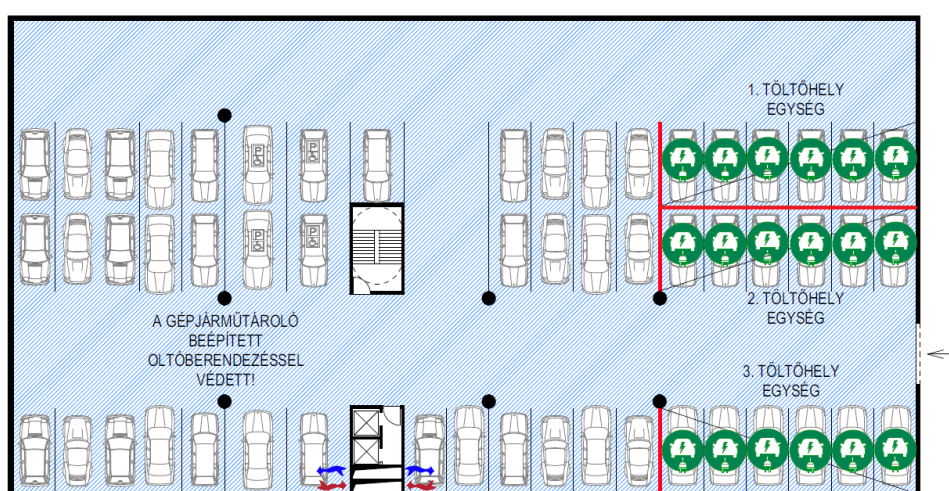 1. TÖLTŐHELY
EGYSÉG
2. TÖLTŐHELY
EGYSÉG
A GÉPJÁRMŰTÁROLÓ
BEÉPÍTETT
OLTÓBERENDEZÉSSEL
VÉDETT!
3. TÖLTŐHELY
EGYSÉG